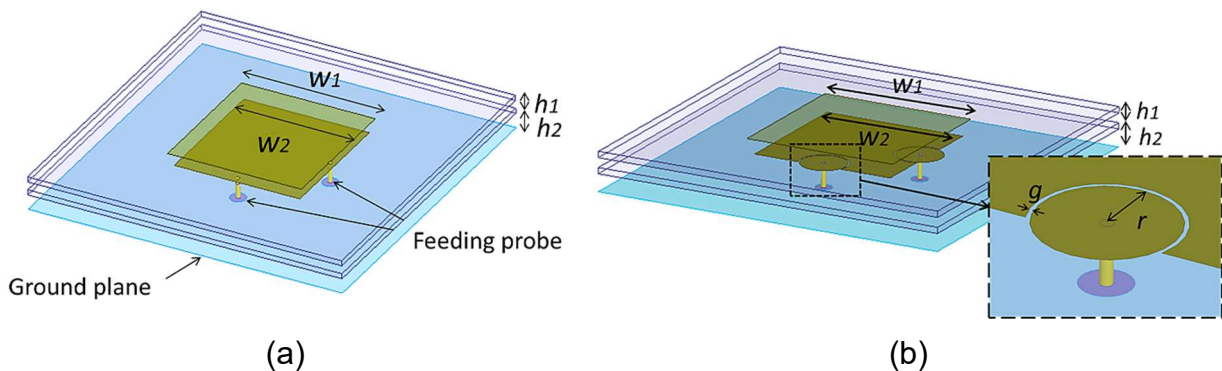 W1
W2
h1
h2
Feeding probe
Ground plane
(a)
W1
W2
h1
h2
g
r
(b)